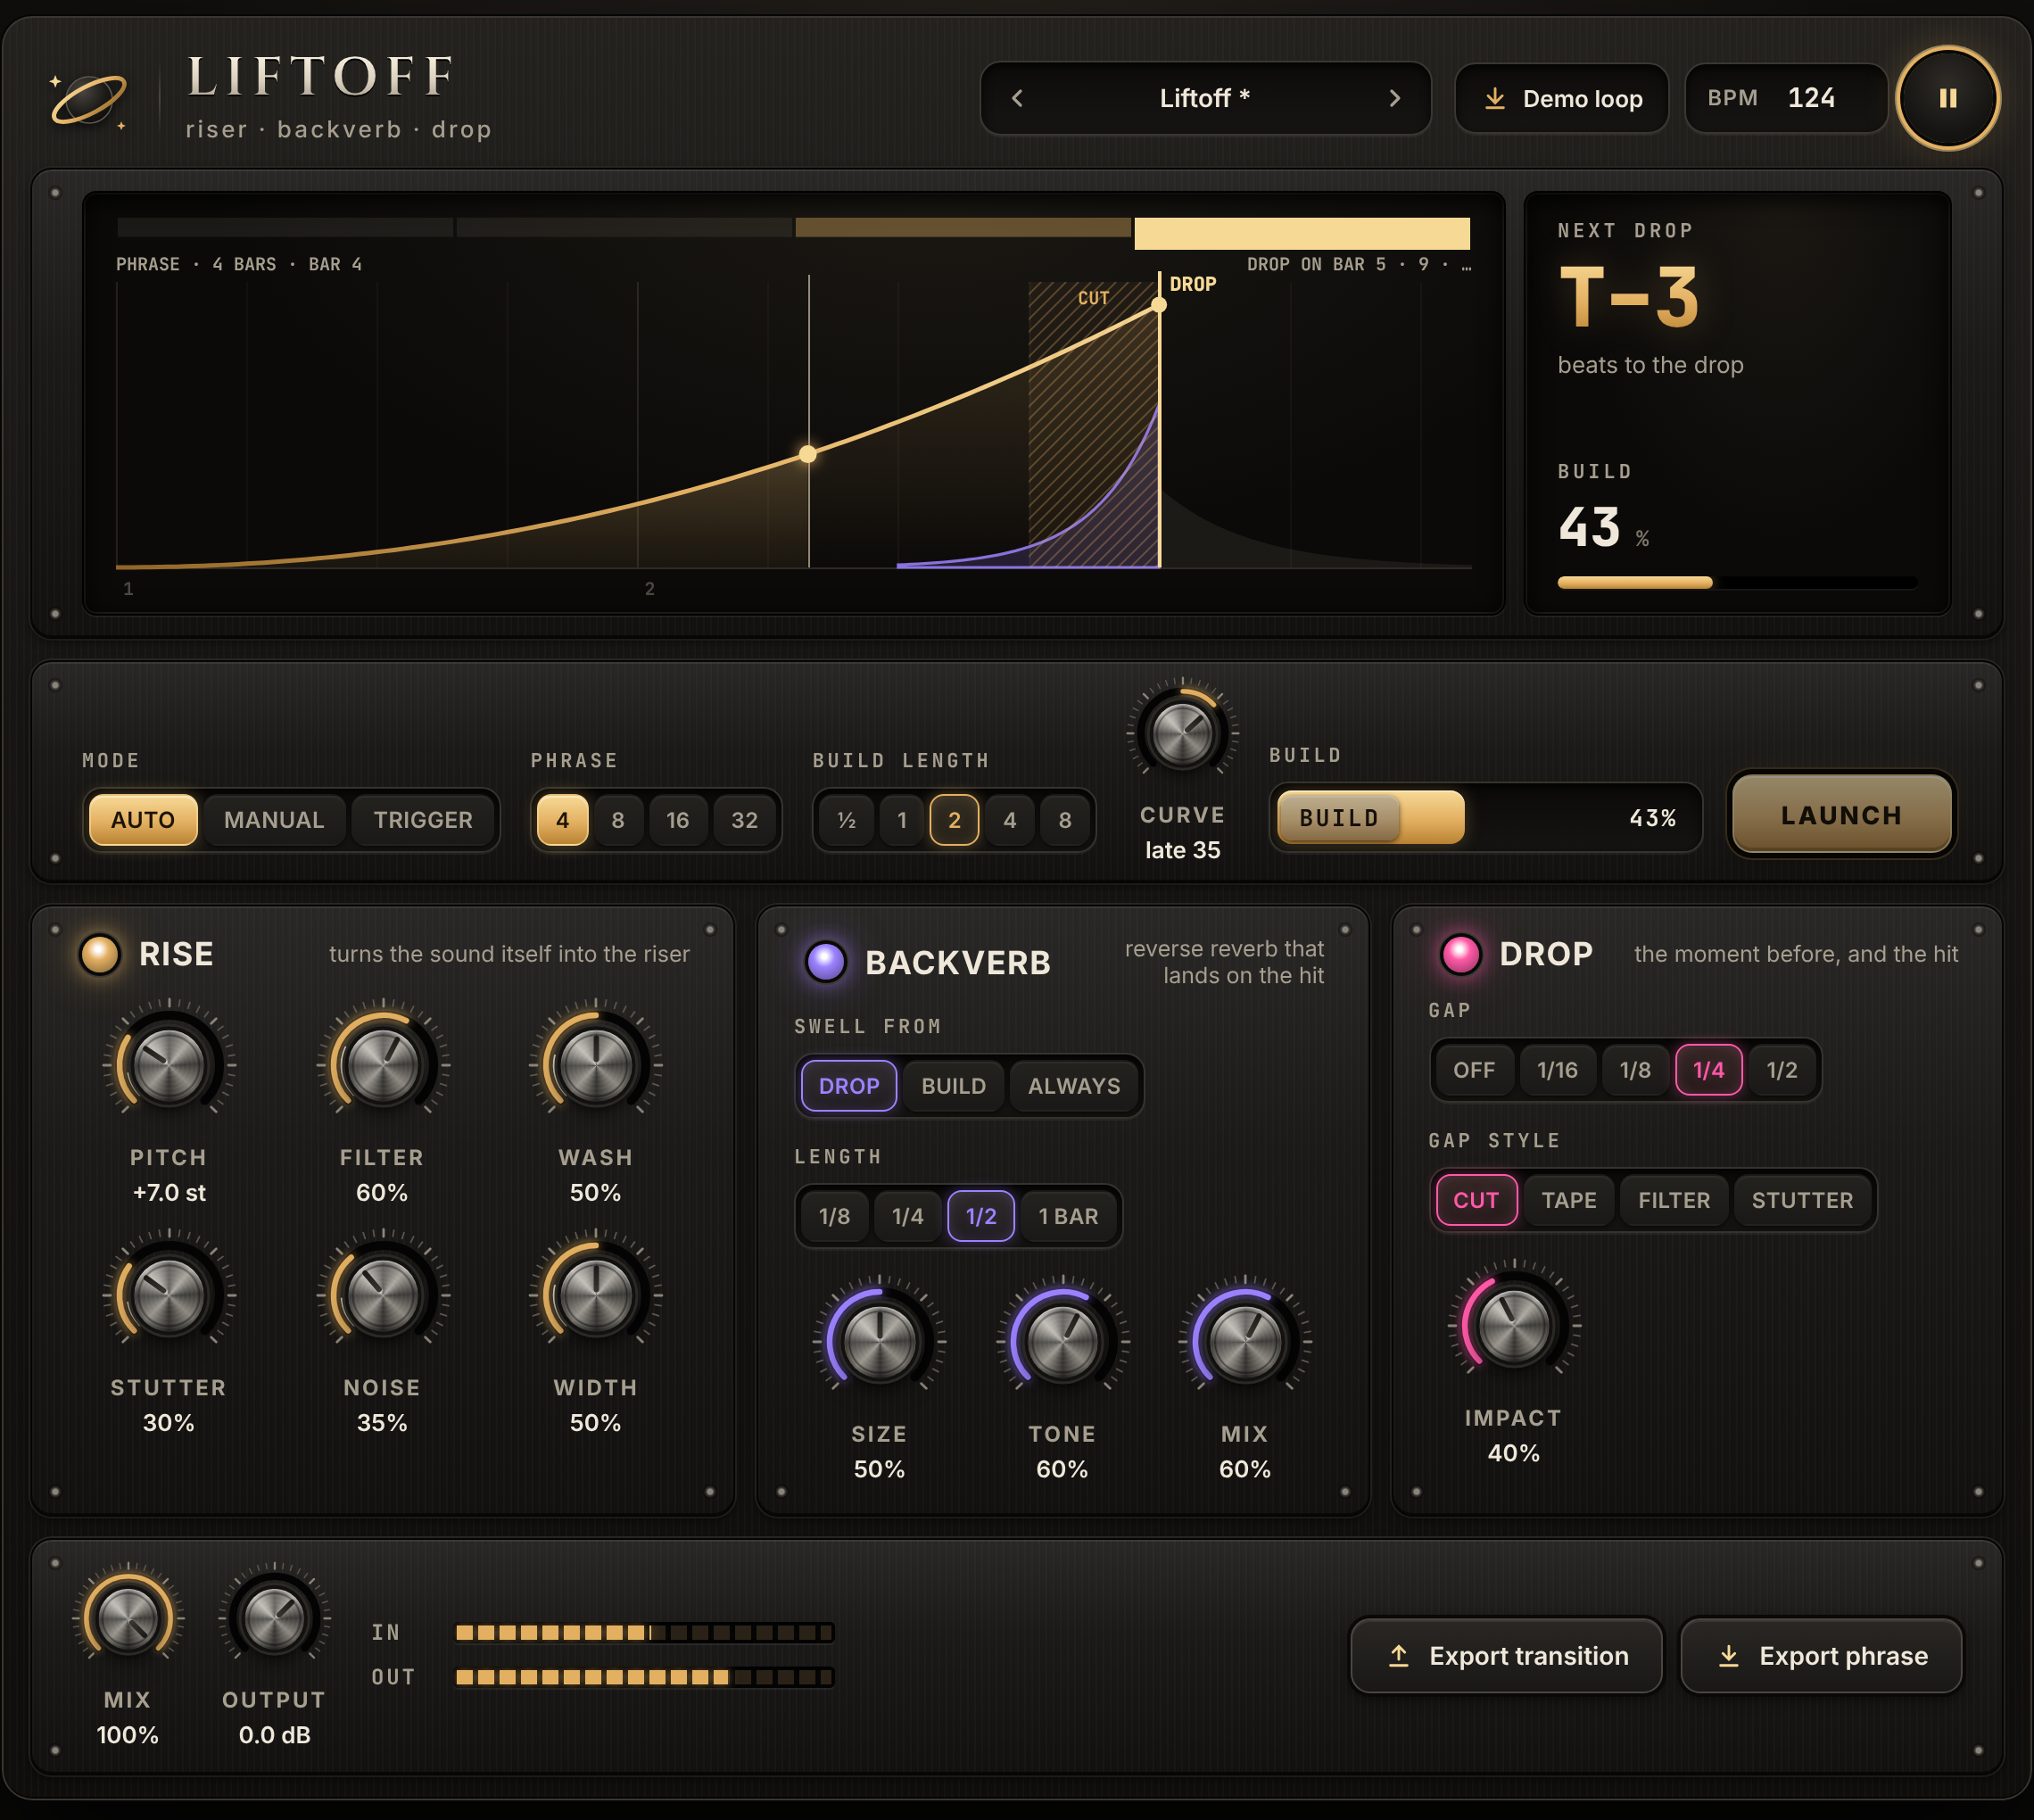 LIFTOFF
riser · backverb · drop
Liftoff *
Demo loop
BPM 124
PHRASE · 4 BARS · BAR 4
DROP ON BAR 5 · 9 · …
CUT
DROP
1
2
NEXT DROP
T−3
beats to the drop
BUILD
43 %
MODE
AUTO MANUAL TRIGGER
PHRASE
4 8 16 32
BUILD LENGTH
½ 1 2 4 8
CURVE
late 35
BUILD
BUILD 43%
LAUNCH
RISE
turns the sound itself into the riser
PITCH
+7.0 st
FILTER
60%
WASH
50%
STUTTER
30%
NOISE
35%
WIDTH
50%
BACKVERB
reverse reverb that
lands on the hit
SWELL FROM
DROP BUILD ALWAYS
LENGTH
1/8 1/4 1/2 1 BAR
SIZE
50%
TONE
60%
MIX
60%
DROP
the moment before, and the hit
GAP
OFF 1/16 1/8 1/4 1/2
GAP STYLE
CUT TAPE FILTER STUTTER
IMPACT
40%
MIX
100%
OUTPUT
0.0 dB
IN
OUT
Export transition
Export phrase